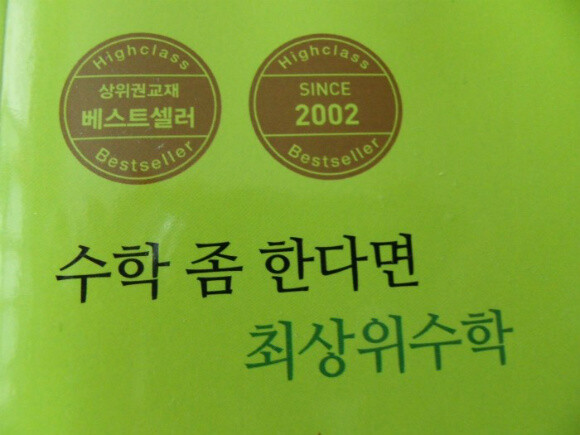 Highclass
상위권교재
베스트셀러
Bestseller
Highclass
SINCE
2002
Bestseller
수학 좀 한다면
최상위수학